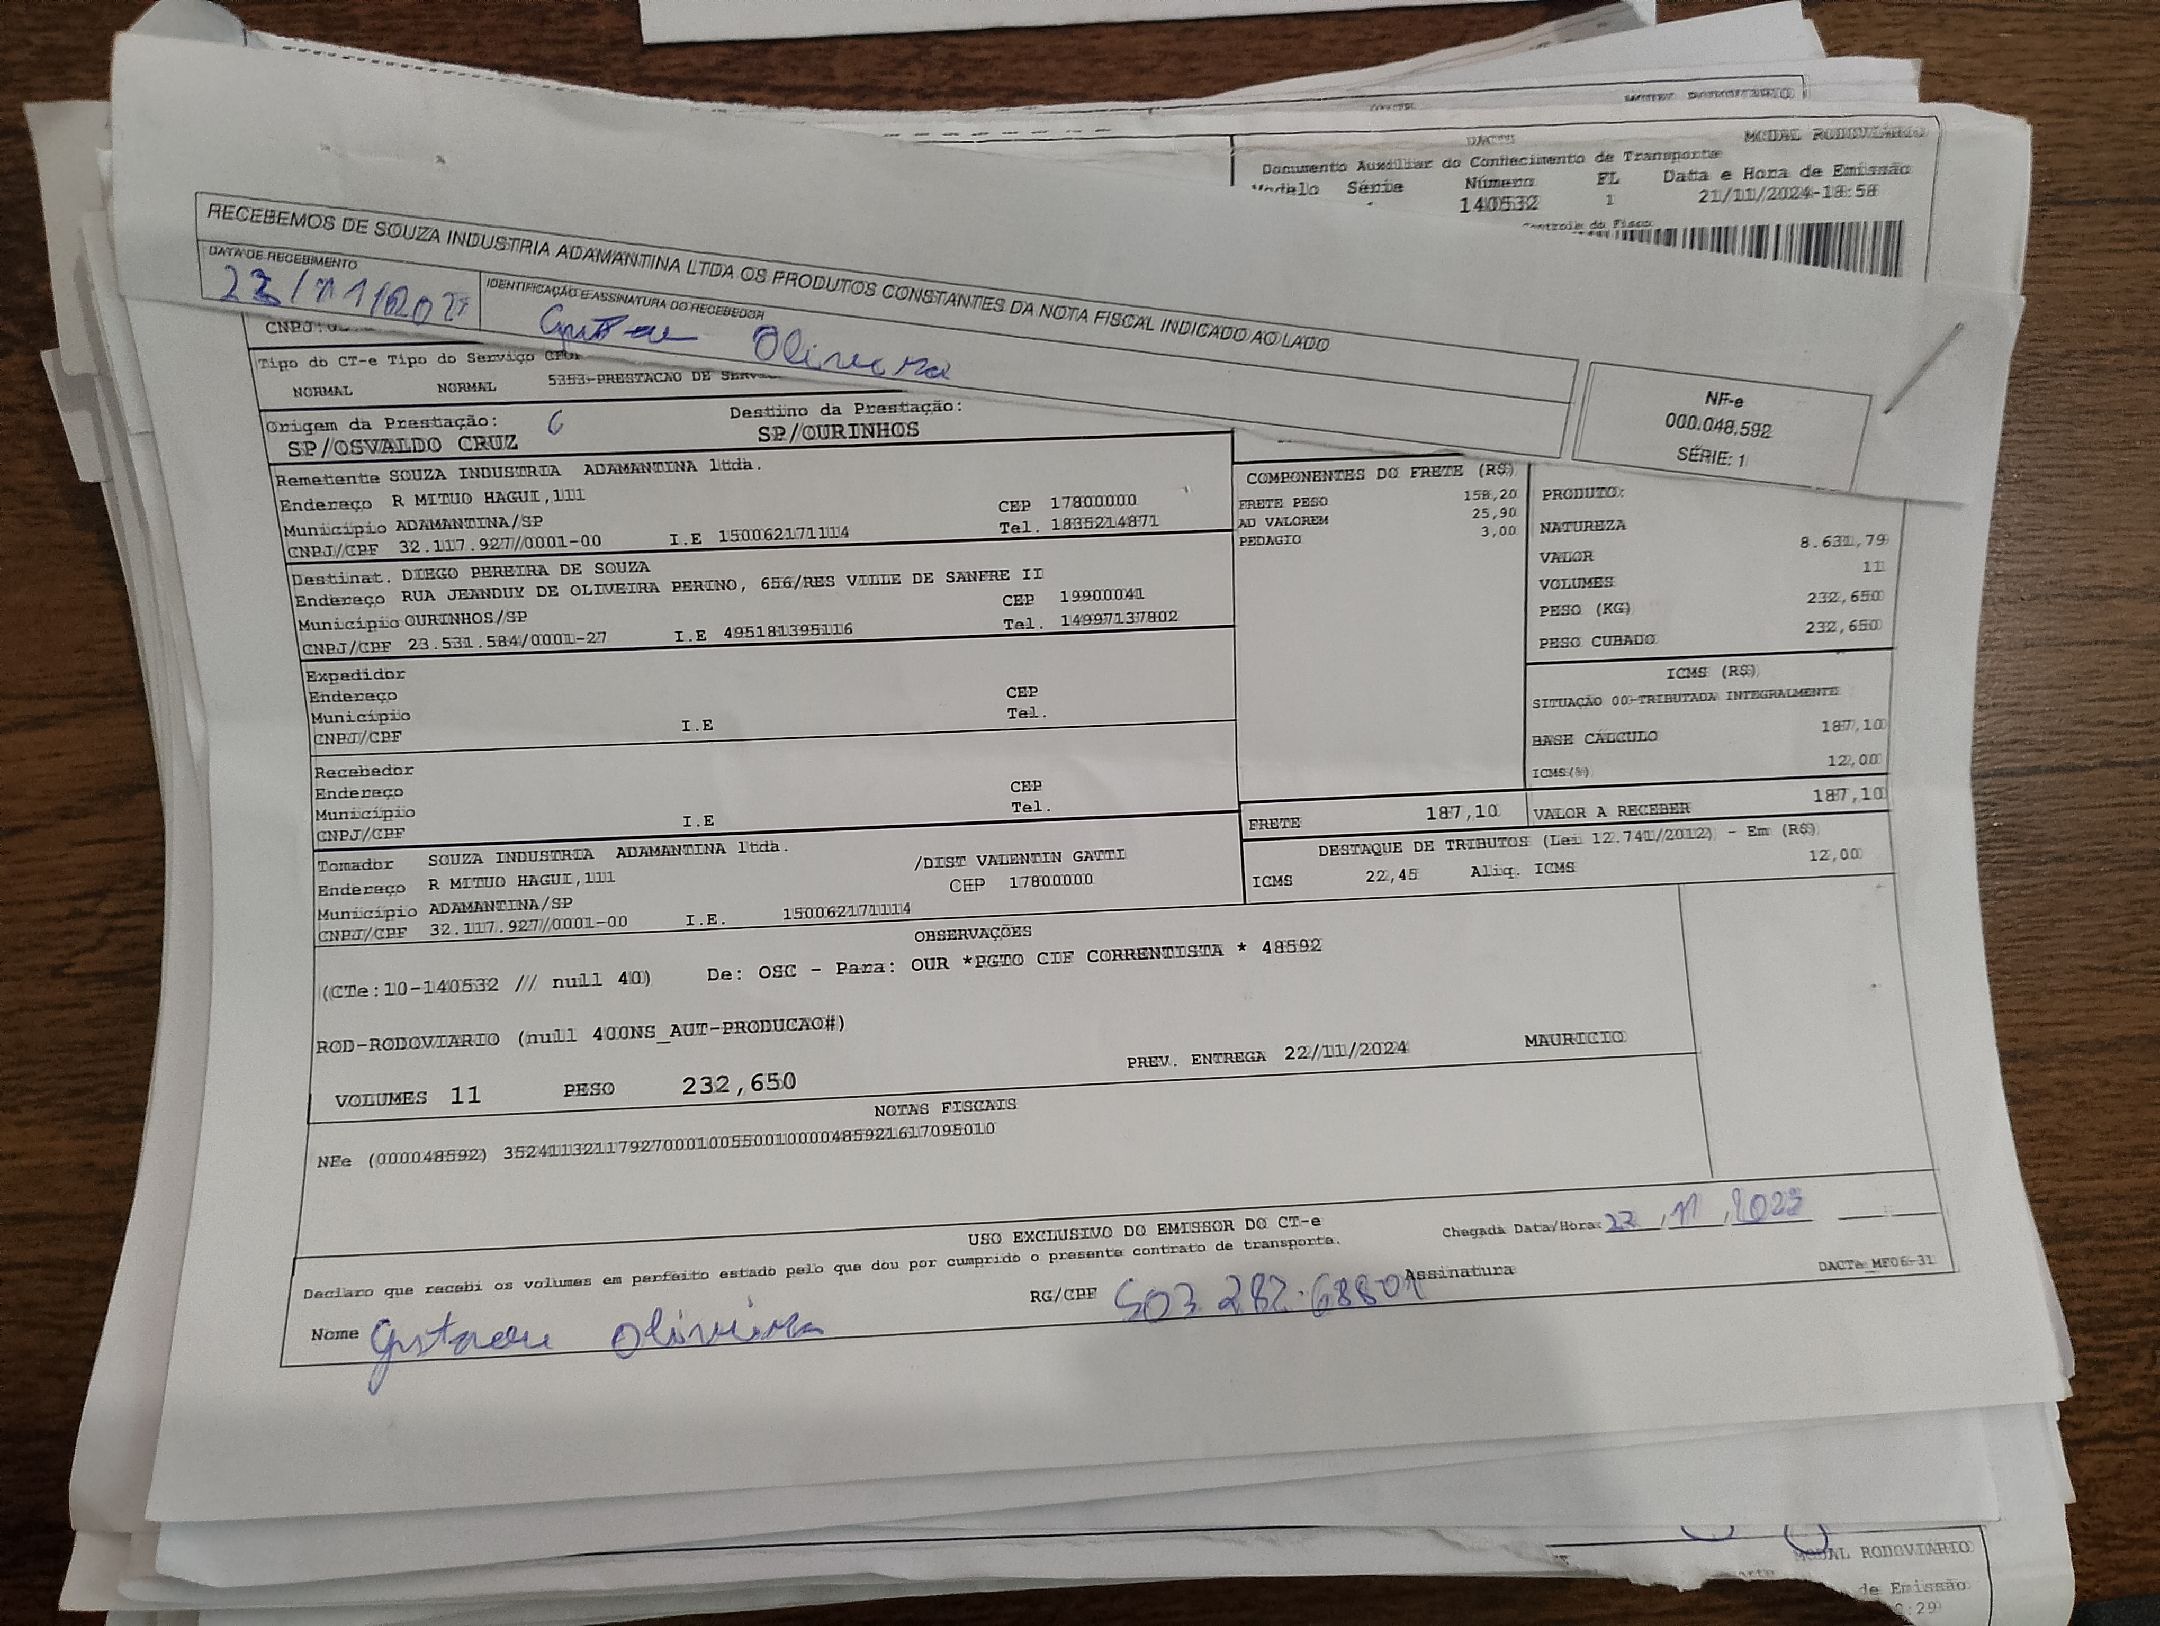 MODAL RODOVIÁRIO
DACTE
MODAL RODOVIÁRIO
Documento Auxiliar do Conhecimento de Transporte
Modelo Série Número FL Data e Hora de Emissão
140532 1 21/11/2024-18:58
Controle do Fisco
RECEBEMOS DE SOUZA INDUSTRIA ADAMANTINA LTDA OS PRODUTOS CONSTANTES DA NOTA FISCAL INDICADO AO LADO
DATA DE RECEBIMENTO
IDENTIFICAÇÃO E ASSINATURA DO RECEBEDOR
Oliveira
NF-e
000.048.592
SÉRIE: 1
Tipo do CT-e Tipo do Serviço CFOP
NORMAL NORMAL 5353-PRESTACAO DE
Origem da Prestação: Destino da Prestação:
SP/OSVALDO CRUZ SP/OURINHOS
Remetente SOUZA INDUSTRIA ADAMANTINA ltda.
Endereço R MITUO HAGUI,111 CEP 17800000
Município ADAMANTINA/SP Tel. 1835214871
CNPJ/CPF 32.117.927/0001-00 I.E 150062171114
Destinat. DIEGO PEREIRA DE SOUZA
Endereço RUA JEANDUY DE OLIVEIRA PERINO, 656/RES VILLE DE SANFRE II
Município OURINHOS/SP CEP 19900041
CNPJ/CPF 23.531.584/0001-27 I.E 495181395116 Tel. 14997137802
Expedidor
Endereço CEP
Município Tel.
CNPJ/CPF I.E
Recebedor
Endereço CEP
Município Tel.
CNPJ/CPF I.E
Tomador SOUZA INDUSTRIA ADAMANTINA ltda.
Endereço R MITUO HAGUI,111 /DIST VALENTIN GATTI
Município ADAMANTINA/SP CEP 17800000
CNPJ/CPF 32.117.927/0001-00 I.E. 150062171114
COMPONENTES DO FRETE (R$)
FRETE PESO 158,20
AD VALOREM 25,90
PEDAGIO 3,00
PRODUTO:
NATUREZA
VALOR 8.631,79
VOLUMES 11
PESO (KG) 232,650
PESO CUBADO 232,650
ICMS (R$)
SITUAÇÃO 00-TRIBUTADA INTEGRALMENTE
BASE CÁLCULO 187,10
ICMS(%) 12,00
FRETE 187,10 VALOR A RECEBER 187,10
DESTAQUE DE TRIBUTOS (Lei 12.741/2012) - Em (R$)
ICMS 22,45 Aliq. ICMS 12,00
OBSERVAÇÕES
(CTe:10-140532 // null 40) De: OSC - Para: OUR *PGTO CIF CORRENTISTA * 48592
ROD-RODOVIARIO (null 400NS_AUT-PRODUCAO#)
VOLUMES 11 PESO 232,650 PREV. ENTREGA 22/11/2024 MAURICIO
NOTAS FISCAIS
NFe (000048592) 35241132117927000100550010000485921617095010
USO EXCLUSIVO DO EMISSOR DO CT-e
Declaro que recebi os volumes em perfeito estado pelo que dou por cumprido o presente contrato de transporte.
Chegada Data/Hora:
Nome Oliveira RG/CPF Assinatura
DACTe_MF06-31
MODAL RODOVIÁRIO
de Emissão
:29